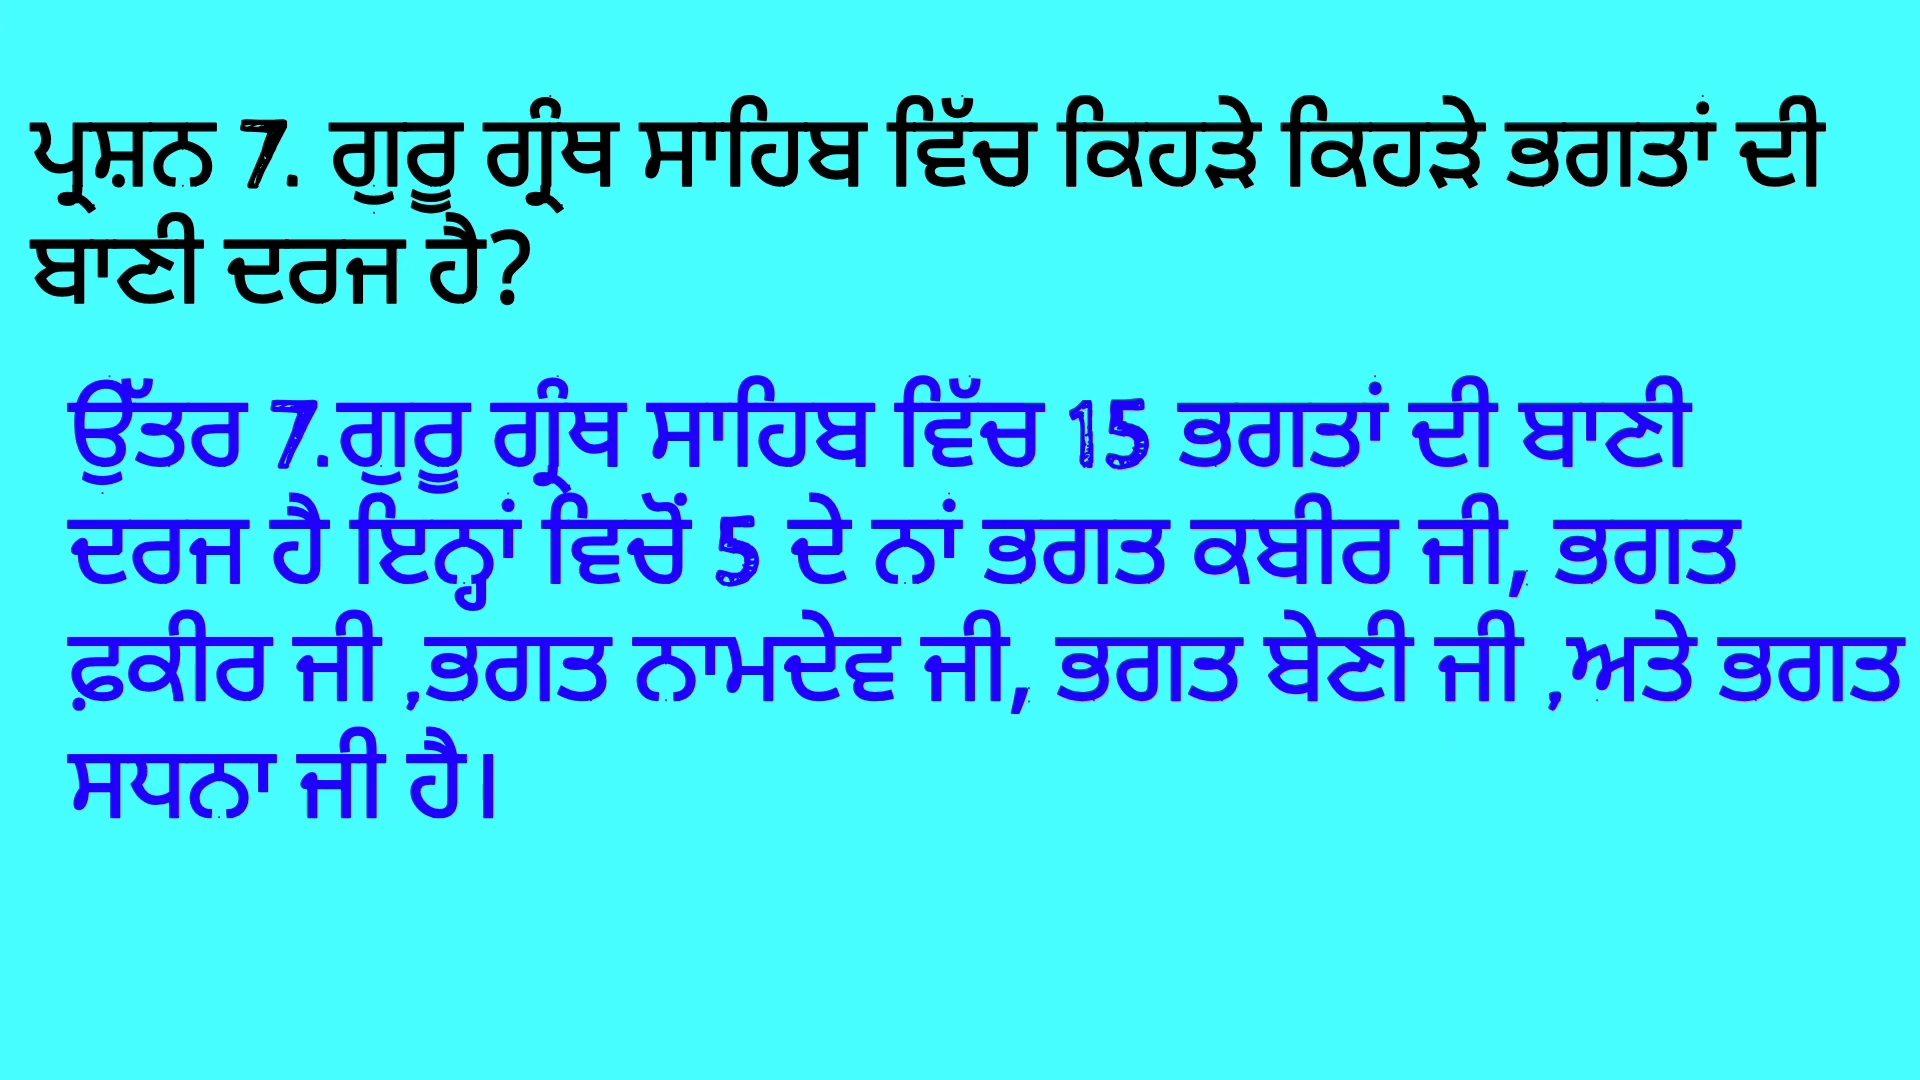 ਪ੍ਰਸ਼ਨ 7. ਗੁਰੂ ਗ੍ਰੰਥ ਸਾਹਿਬ ਵਿੱਚ ਕਿਹੜੇ ਕਿਹੜੇ ਭਗਤਾਂ ਦੀ
ਬਾਣੀ ਦਰਜ ਹੈ?
ਉੱਤਰ 7.ਗੁਰੂ ਗ੍ਰੰਥ ਸਾਹਿਬ ਵਿੱਚ 15 ਭਗਤਾਂ ਦੀ ਬਾਣੀ
ਦਰਜ ਹੈ ਇਨ੍ਹਾਂ ਵਿਚੋਂ 5 ਦੇ ਨਾਂ ਭਗਤ ਕਬੀਰ ਜੀ, ਭਗਤ
ਫ਼ਕੀਰ ਜੀ ,ਭਗਤ ਨਾਮਦੇਵ ਜੀ, ਭਗਤ ਬੇਣੀ ਜੀ ,ਅਤੇ ਭਗਤ
ਸਧਨਾ ਜੀ ਹੈ।